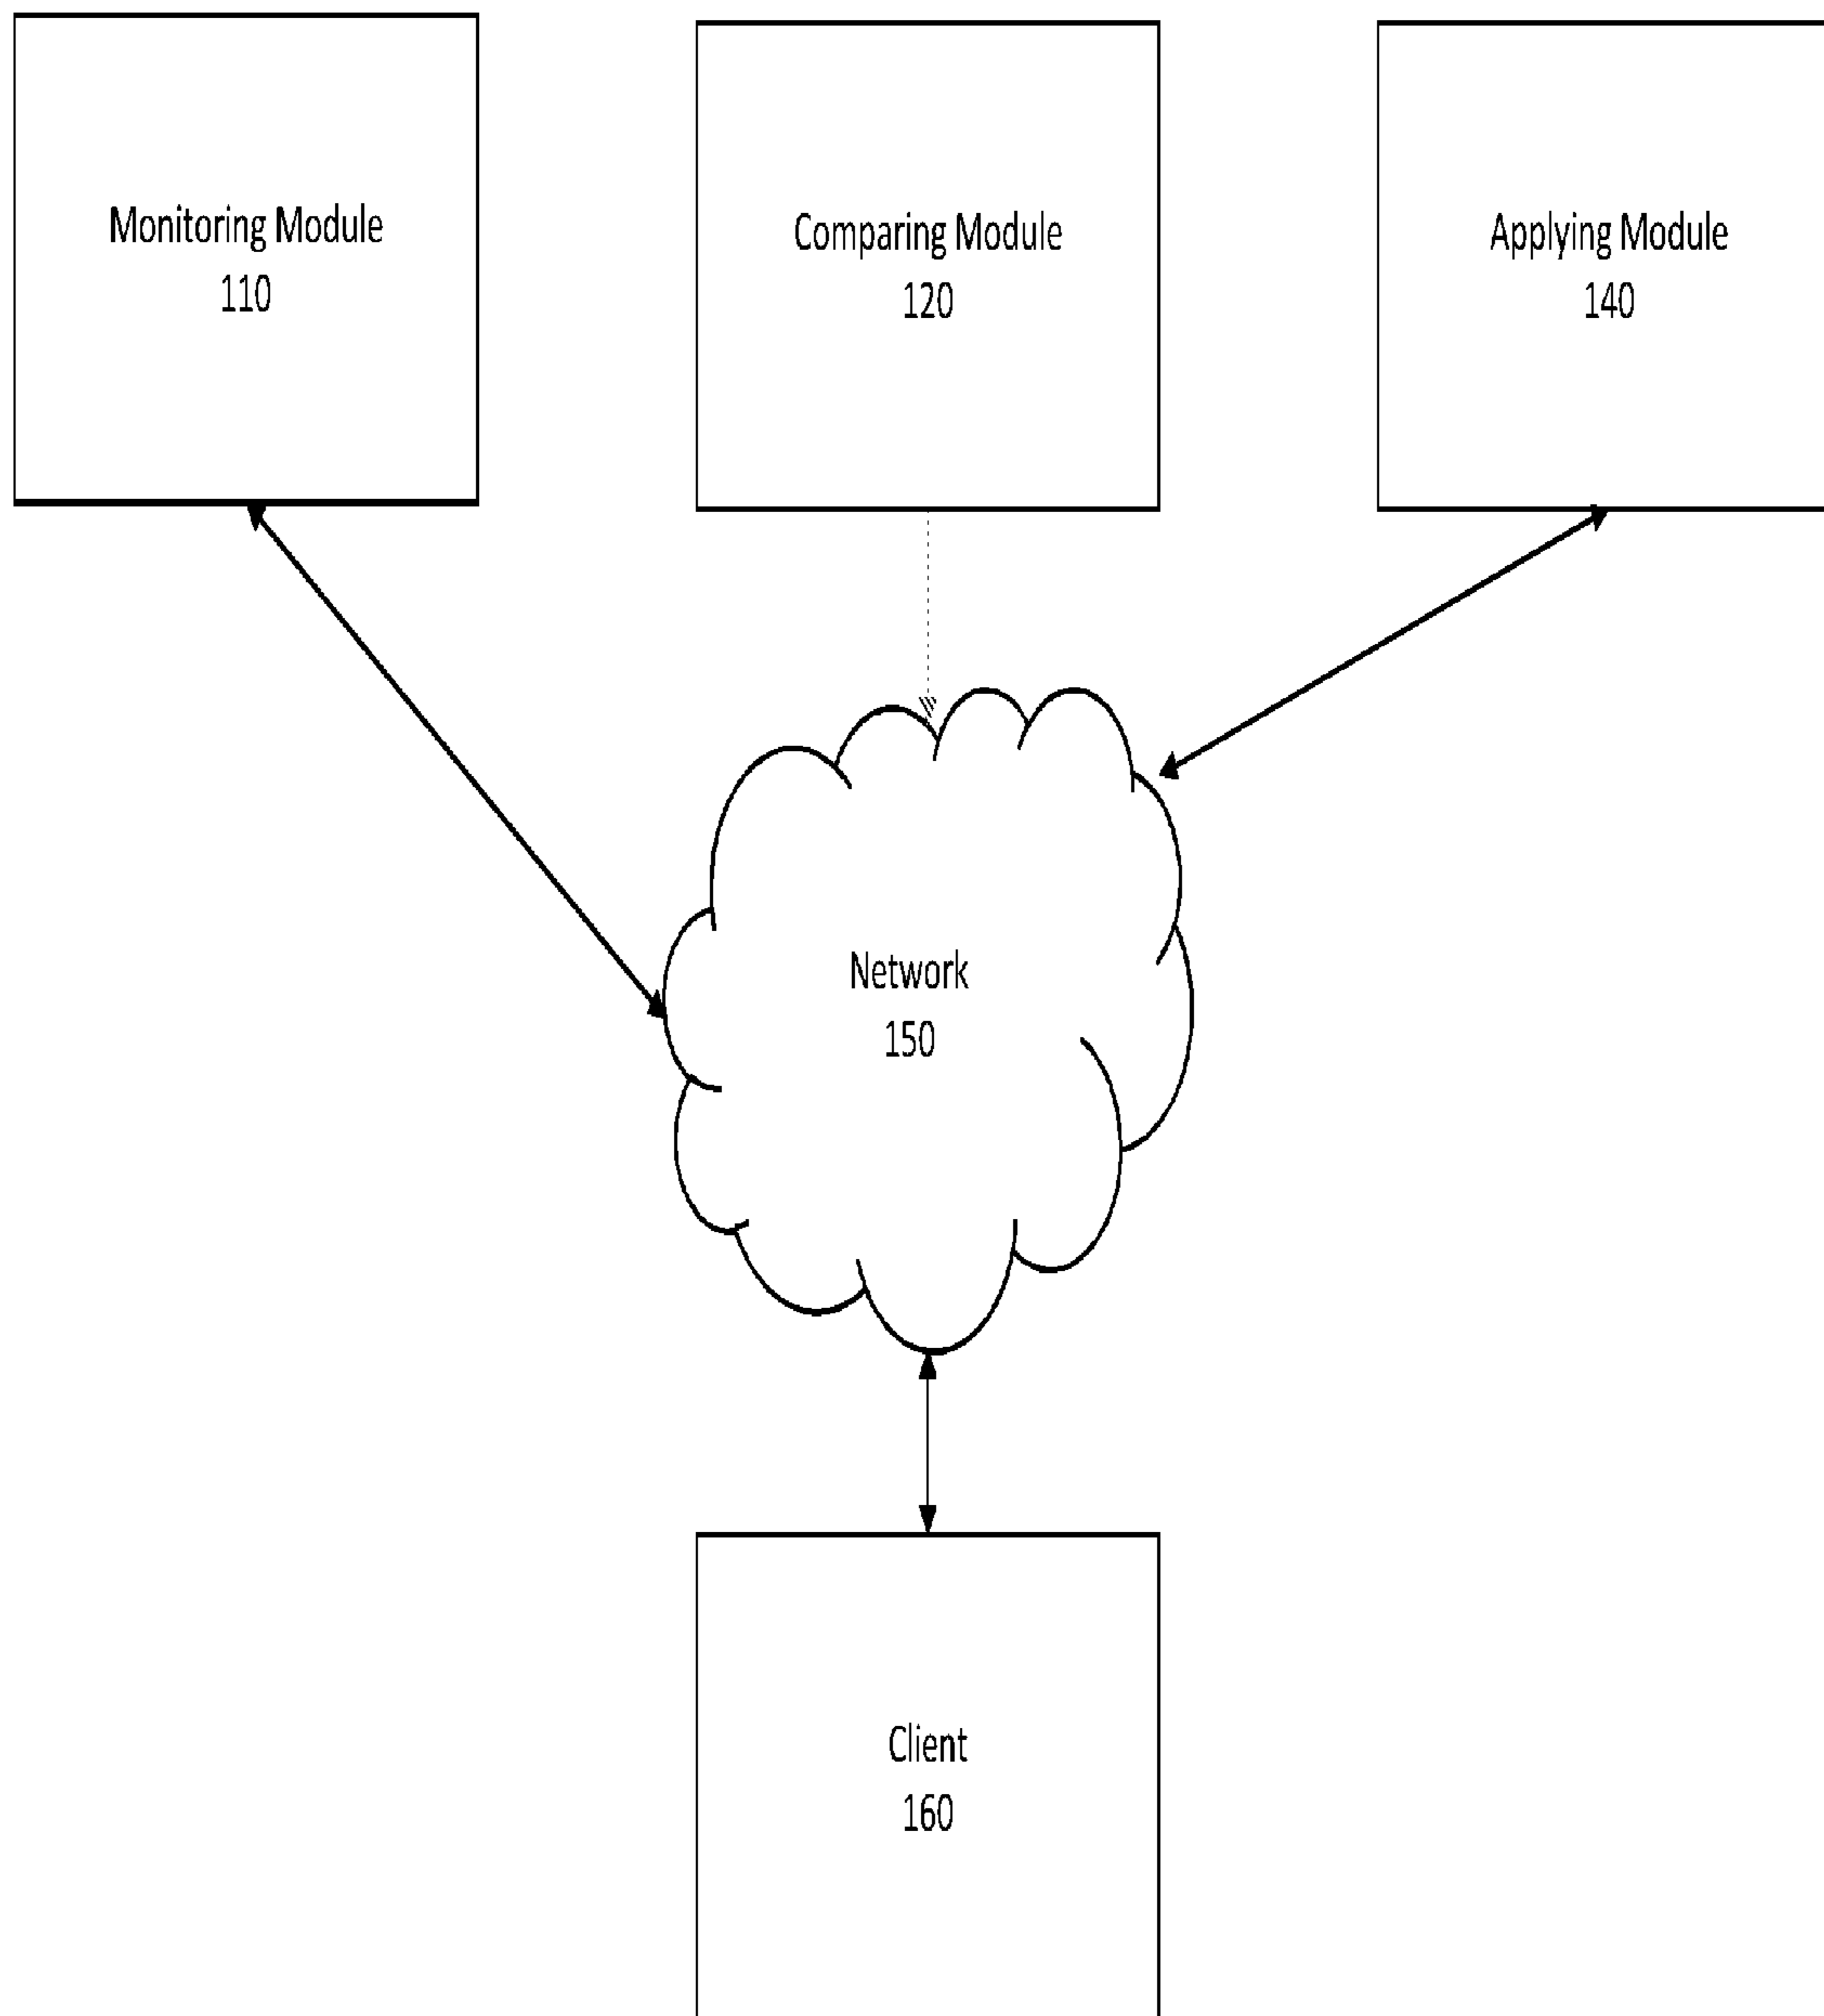 Monitoring Module
110
Comparing Module
120
Applying Module
140
Network
150
Client
160